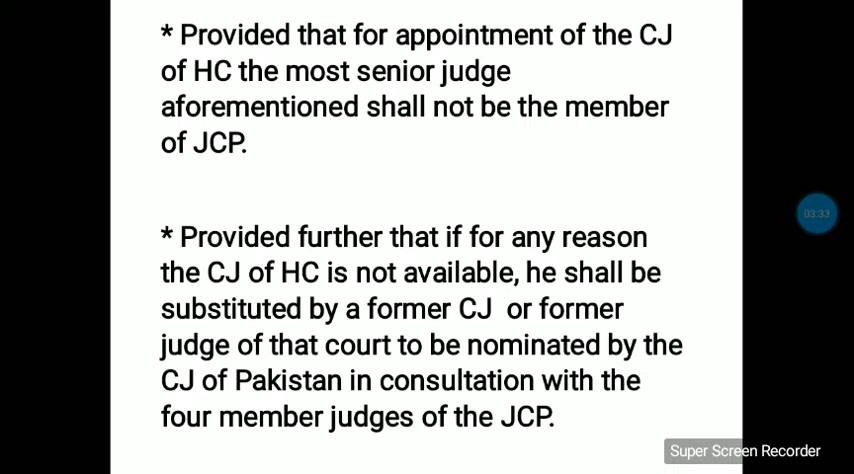 * Provided that for appointment of the CJ
of HC the most senior judge
aforementioned shall not be the member
of JCP.
* Provided further that if for any reason
the CJ of HC is not available, he shall be
substituted by a former CJ  or former
judge of that court to be nominated by the
CJ of Pakistan in consultation with the
four member judges of the JCP.
03:33
Super Screen Recorder